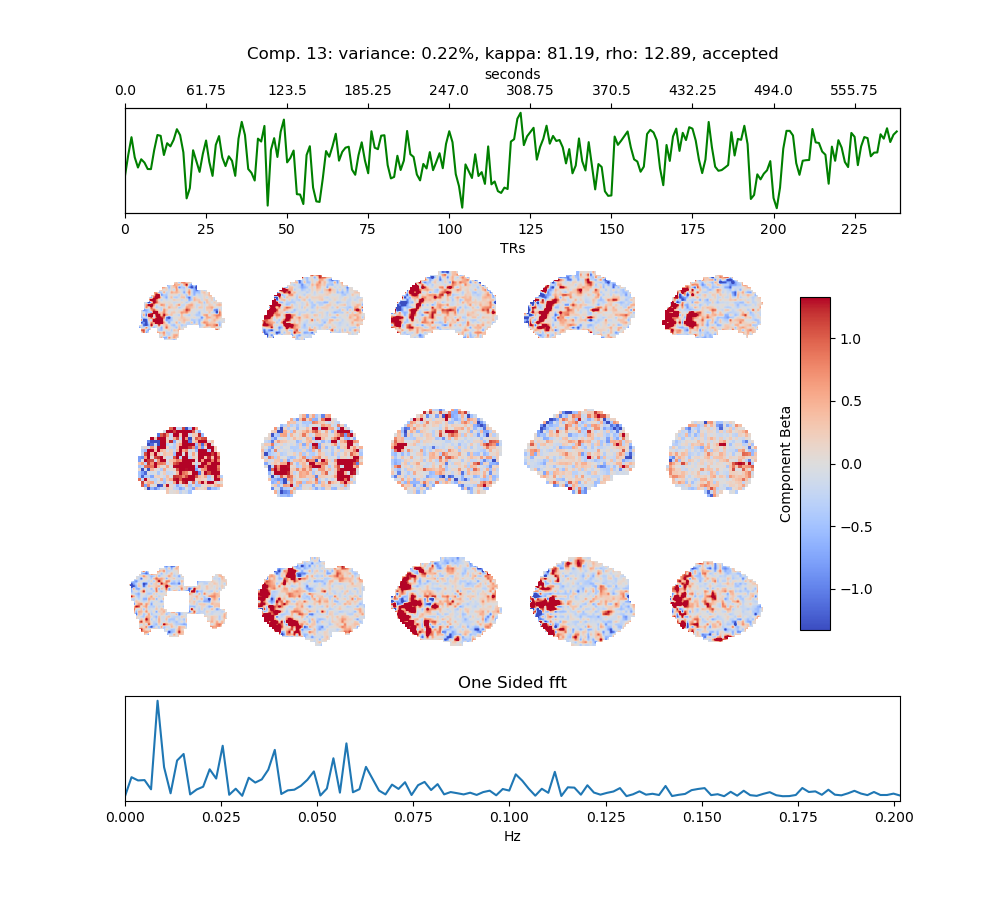 Comp. 13: variance: 0.22%, kappa: 81.19, rho: 12.89, accepted
seconds
0.0 61.75 123.5 185.25 247.0 308.75 370.5 432.25 494.0 555.75
0 25 50 75 100 125 150 175 200 225
TRs
1.0
0.5
0.0
−0.5
−1.0
Component Beta
One Sided fft
0.000 0.025 0.050 0.075 0.100 0.125 0.150 0.175 0.200
Hz